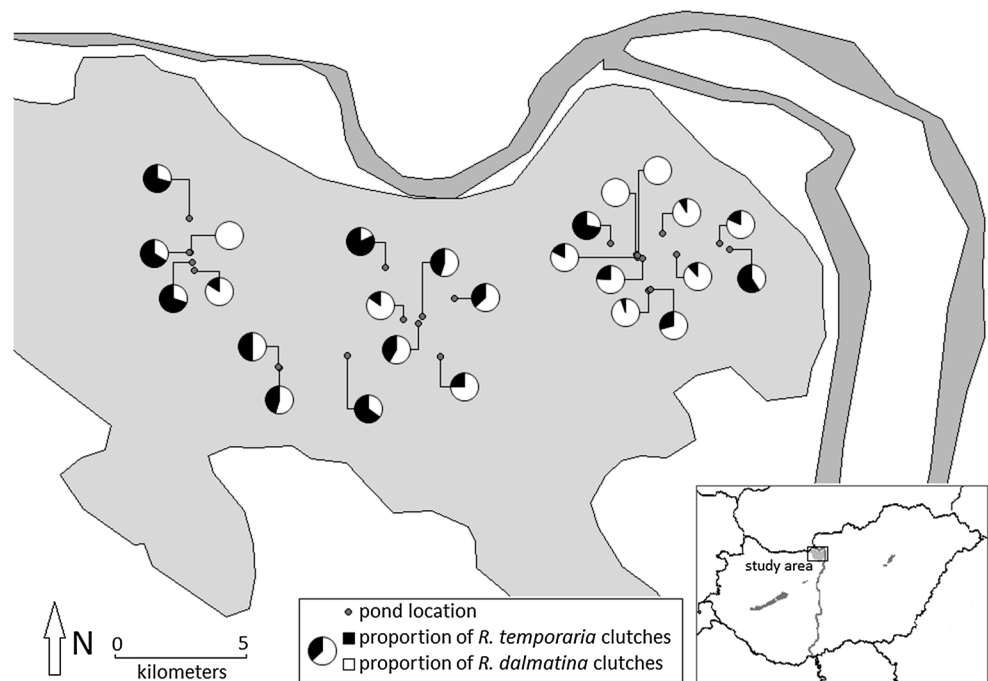 study area
pond location
proportion of R. temporaria clutches
proportion of R. dalmatina clutches
N
0 5
kilometers